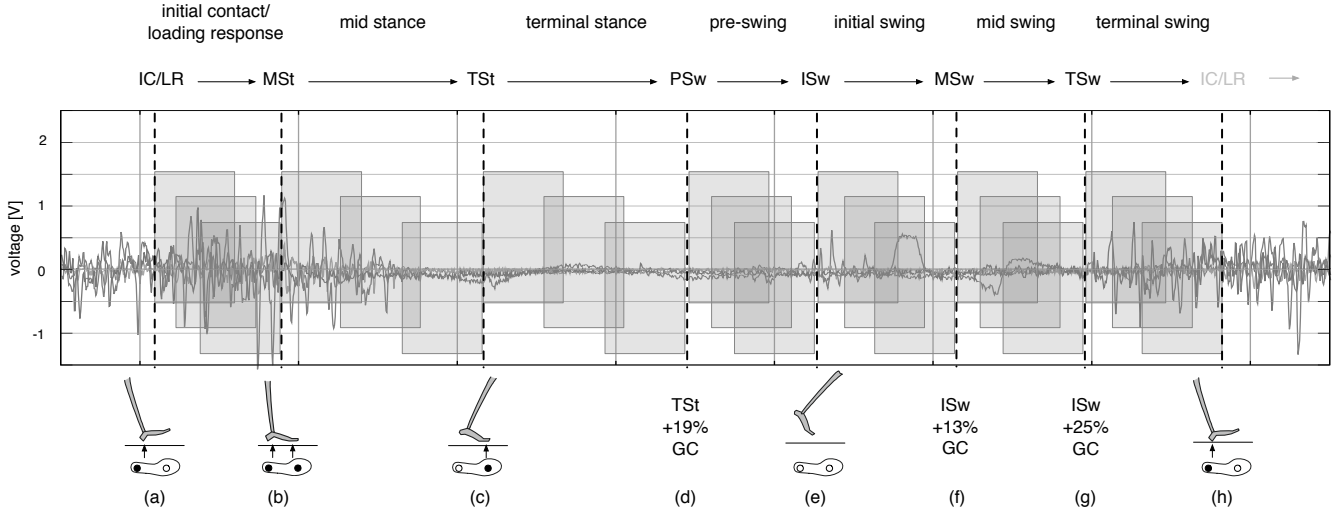 initial contact/
loading response
mid stance
terminal stance
pre-swing
initial swing
mid swing
terminal swing
IC/LR
MSt
TSt
PSw
ISw
MSw
TSw
IC/LR
voltage [V]
2
1
0
-1
TSt
+19%
GC
ISw
+13%
GC
ISw
+25%
GC
(a)
(b)
(c)
(d)
(e)
(f)
(g)
(h)